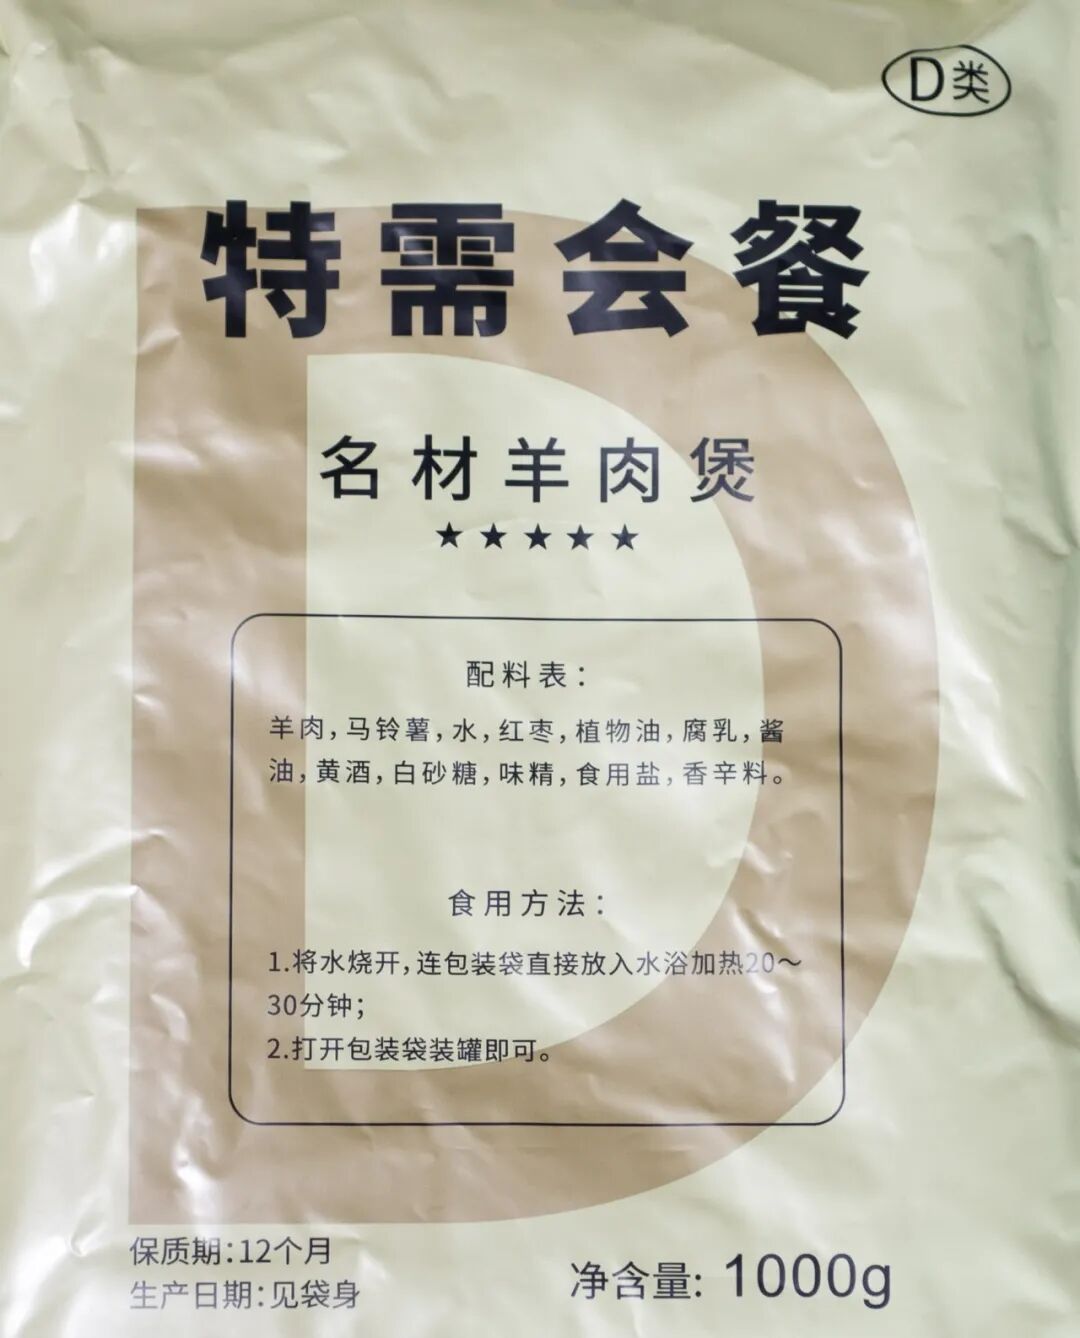 D类
特需会餐
名材羊肉煲
★★★★★
配料表：
羊肉，马铃薯，水，红枣，植物油，腐乳，酱
油，黄酒，白砂糖，味精，食用盐，香辛料。
食用方法：
1.将水烧开，连包装袋直接放入水浴加热20～
30分钟；
2.打开包装袋装罐即可。
保质期：12个月
生产日期：见袋身
净含量：1000g